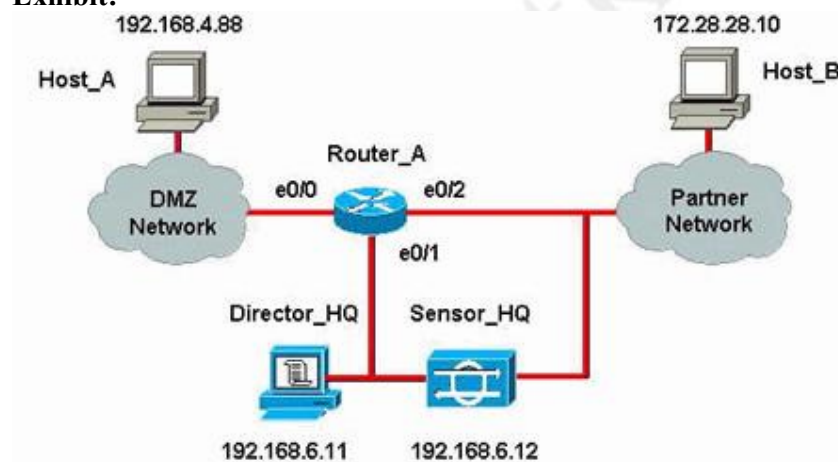 Exhibit:
192.168.4.88
172.28.28.10
Host_A
Host_B
Router_A
DMZ
Network
e0/0
e0/2
Partner
Network
e0/1
Director_HQ
Sensor_HQ
192.168.6.11
192.168.6.12